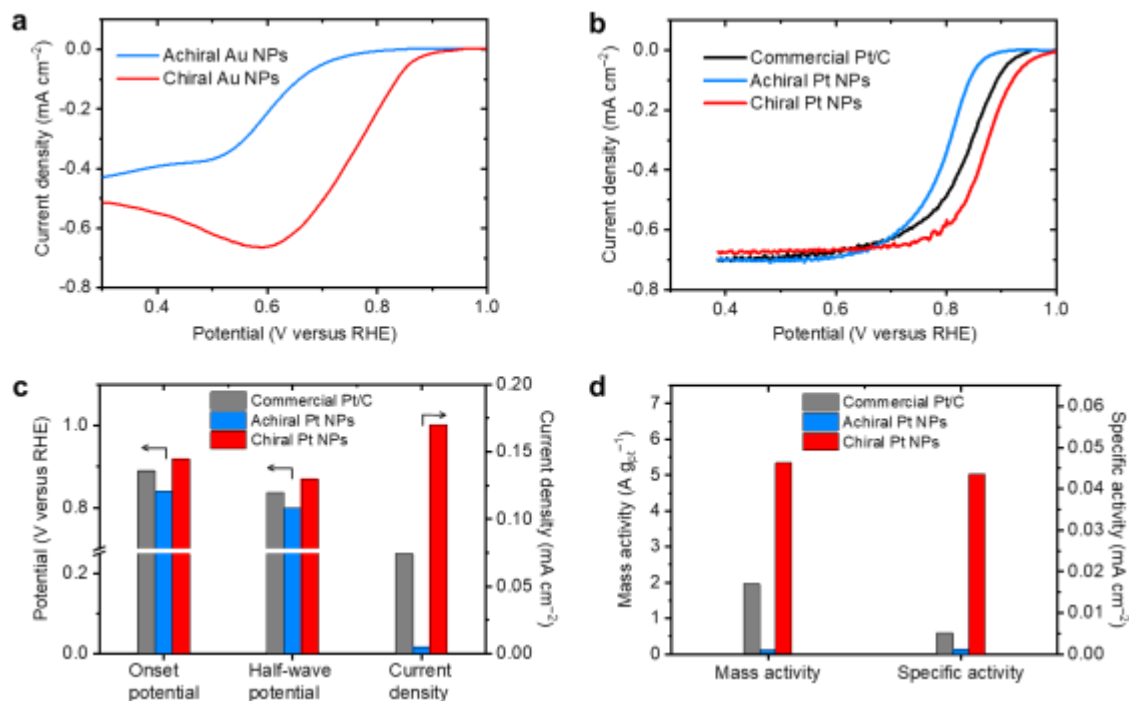 a
Achiral Au NPs
Chiral Au NPs
Current density (mA cm⁻²)
0.0
-0.2
-0.4
-0.6
-0.8
0.4 0.6 0.8 1.0
Potential (V versus RHE)
b
Commercial Pt/C
Achiral Pt NPs
Chiral Pt NPs
Current density (mA cm⁻²)
0.0
-0.2
-0.4
-0.6
-0.8
0.4 0.6 0.8 1.0
Potential (V versus RHE)
c
Commercial Pt/C
Achiral Pt NPs
Chiral Pt NPs
Potential (V versus RHE)
1.0
0.8
0.2
0.0
0.20
0.15
0.10
0.05
0.00
Current density (mA cm⁻²)
Onset potential
Half-wave potential
Current density
d
Commercial Pt/C
Achiral Pt NPs
Chiral Pt NPs
Mass activity (A gₚₜ⁻¹)
7
6
5
4
3
2
1
0
0.06
0.05
0.04
0.03
0.02
0.01
0.00
Specific activity (mA cm⁻²)
Mass activity
Specific activity